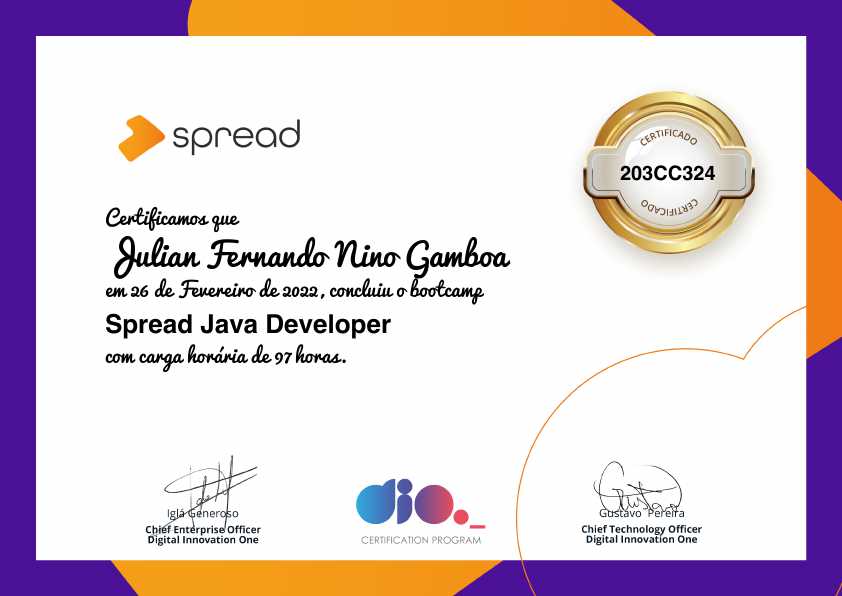 spread
CERTIFICADO
203CC324
CERTIFICADO
Certificamos que
Julian Fernando Nino Gamboa
em 26 de Fevereiro de 2022, concluiu o bootcamp
Spread Java Developer
com carga horária de 97 horas.
Iglá Generoso
Chief Enterprise Officer
Digital Innovation One
dio._
CERTIFICATION PROGRAM
Gustavo Pereira
Chief Technology Officer
Digital Innovation One